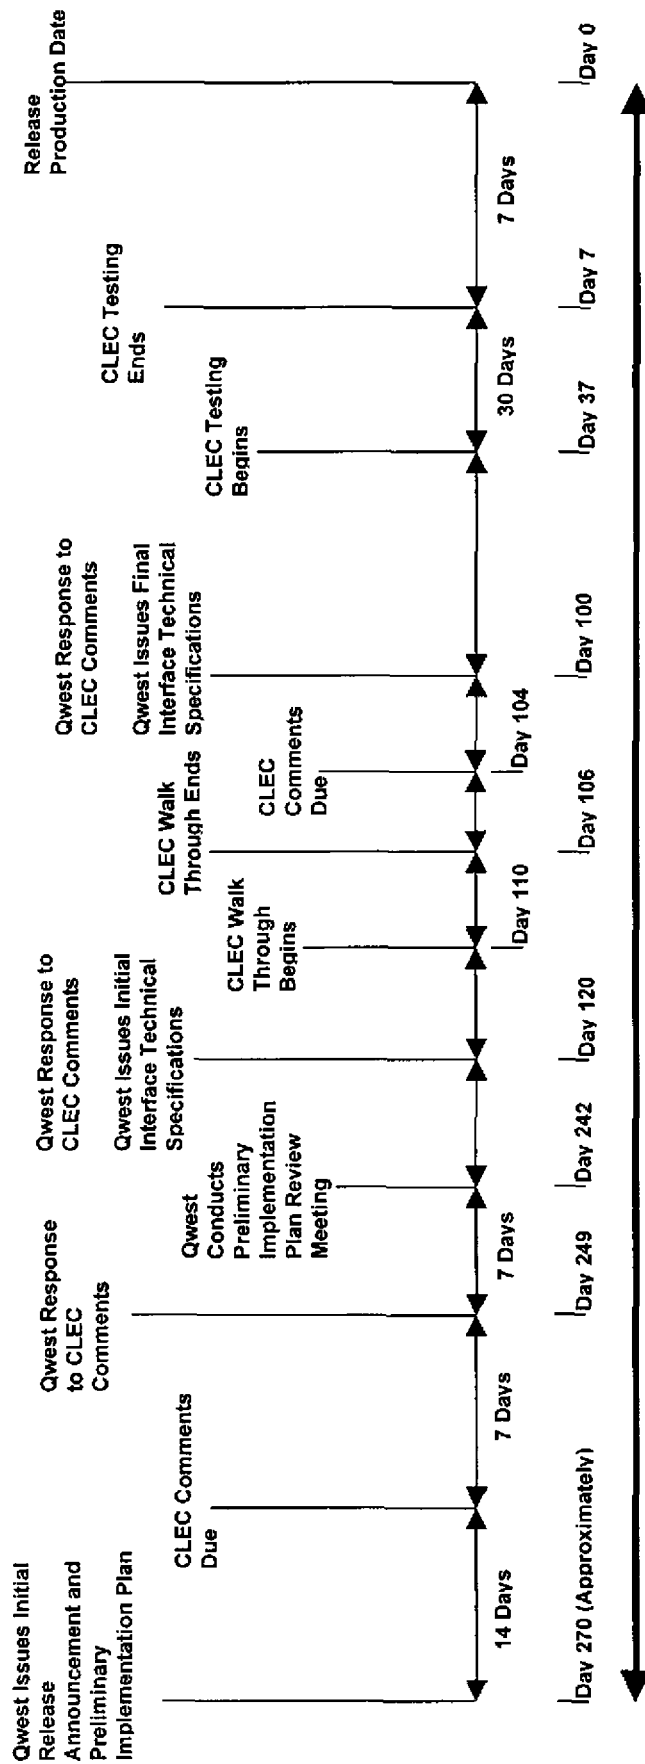 Qwest Issues Initial
Release
Announcement and
Preliminary
Implementation Plan
CLEC Comments
Due
Qwest Response
to CLEC
Comments
Qwest
Conducts
Preliminary
Implementation
Plan Review
Meeting
Qwest Response to
CLEC Comments
Qwest Issues Initial
Interface Technical
Specifications
CLEC Walk
Through
Begins
CLEC Walk
Through Ends
CLEC
Comments
Due
Qwest Response to
CLEC Comments
Qwest Issues Final
Interface Technical
Specifications
CLEC Testing
Begins
CLEC Testing
Ends
Release
Production Date
14 Days
7 Days
7 Days
30 Days
7 Days
Day 270 (Approximately)
Day 249
Day 242
Day 120
Day 110
Day 106
Day 104
Day 100
Day 37
Day 7
Day 0